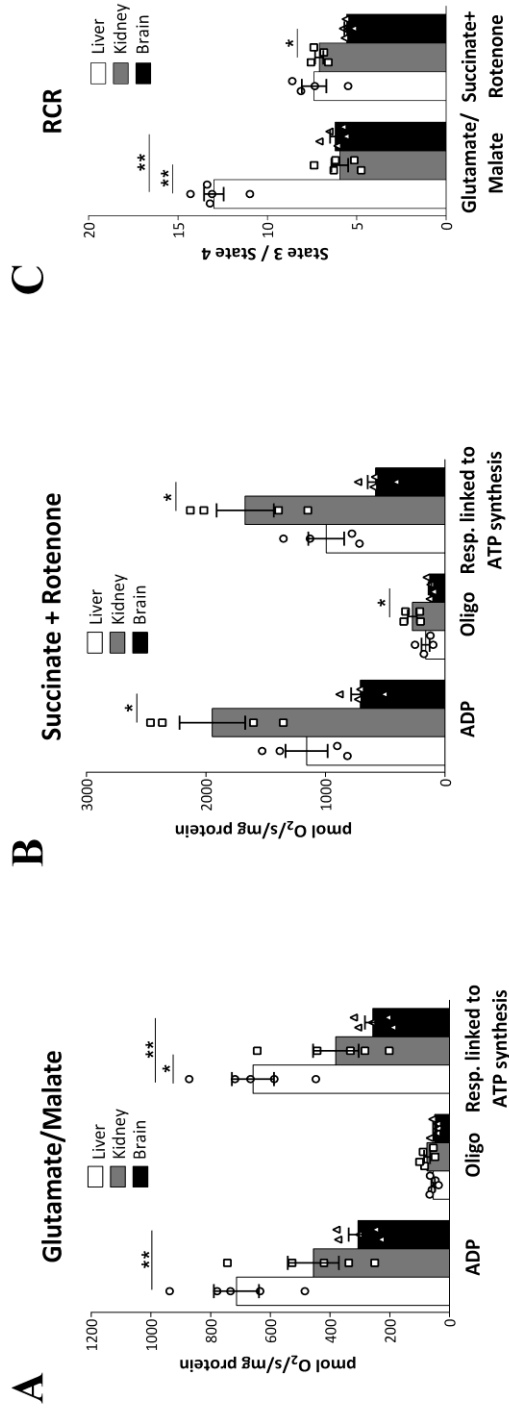 A
Glutamate/Malate
Liver
Kidney
Brain
pmol O₂/s/mg protein
1200
1000
800
600
400
200
0
**
**
*
ADP
Oligo
Resp. linked to
ATP synthesis
B
Succinate + Rotenone
Liver
Kidney
Brain
pmol O₂/s/mg protein
3000
2000
1000
0
*
*
*
ADP
Oligo
Resp. linked to
ATP synthesis
C
RCR
Liver
Kidney
Brain
State 3 / State 4
20
15
10
5
0
**
**
*
Glutamate/
Malate
Succinate+
Rotenone